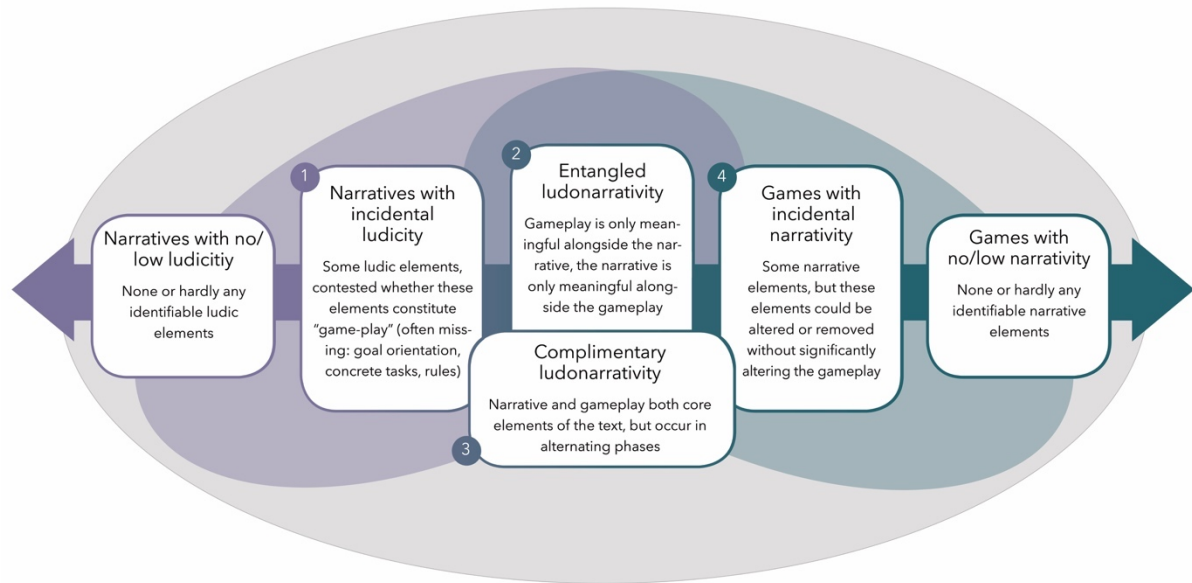 Narratives with no/
low ludicitiy
None or hardly any
identifiable ludic
elements
1
Narratives with
incidental
ludicity
Some ludic elements,
contested whether these
elements constitute
“game-play” (often miss-
ing: goal orientation,
concrete tasks, rules)
2
Entangled
ludonarrativity
Gameplay is only mean-
ingful alongside the nar-
rative, the narrative is
only meaningful along-
side the gameplay
3
Complimentary
ludonarrativity
Narrative and gameplay both core
elements of the text, but occur in
alternating phases
4
Games with
incidental
narrativity
Some narrative
elements, but these
elements could be
altered or removed
without significantly
altering the gameplay
Games with
no/low narrativity
None or hardly any
identifiable narrative
elements